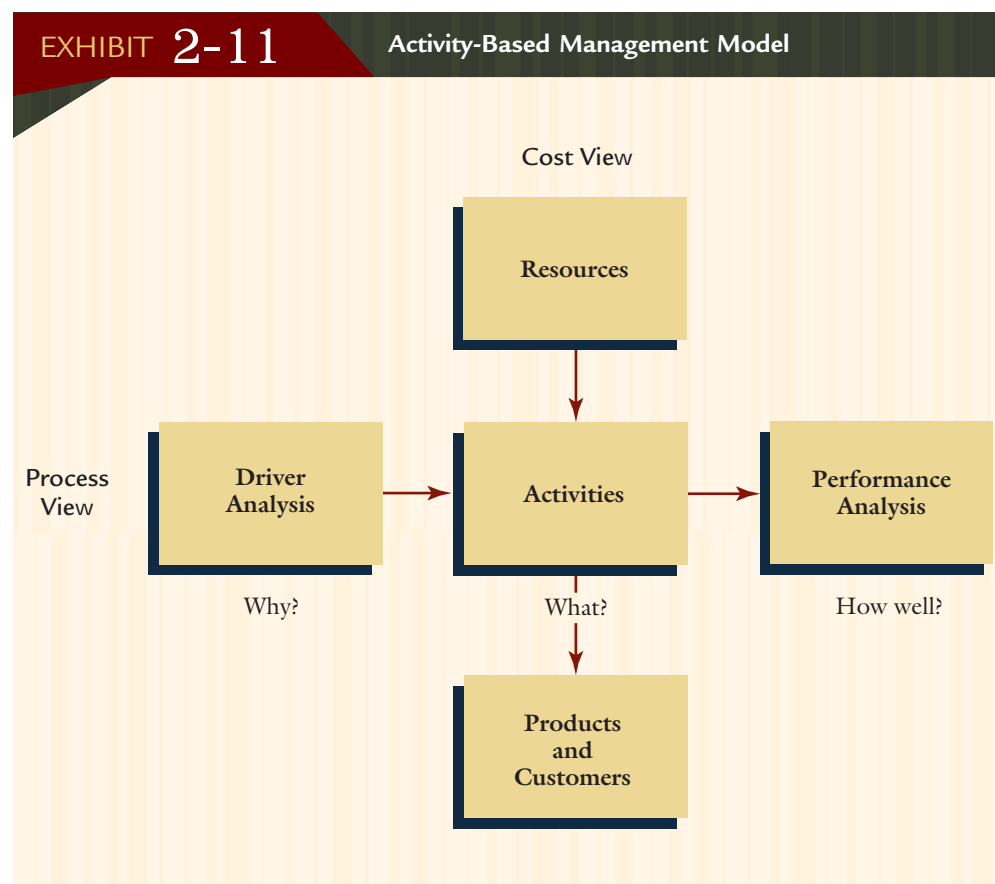 EXHIBIT 2-11
Activity-Based Management Model
Cost View
Resources
Process
View
Driver
Analysis
Activities
Performance
Analysis
Why?
What?
How well?
Products
and
Customers